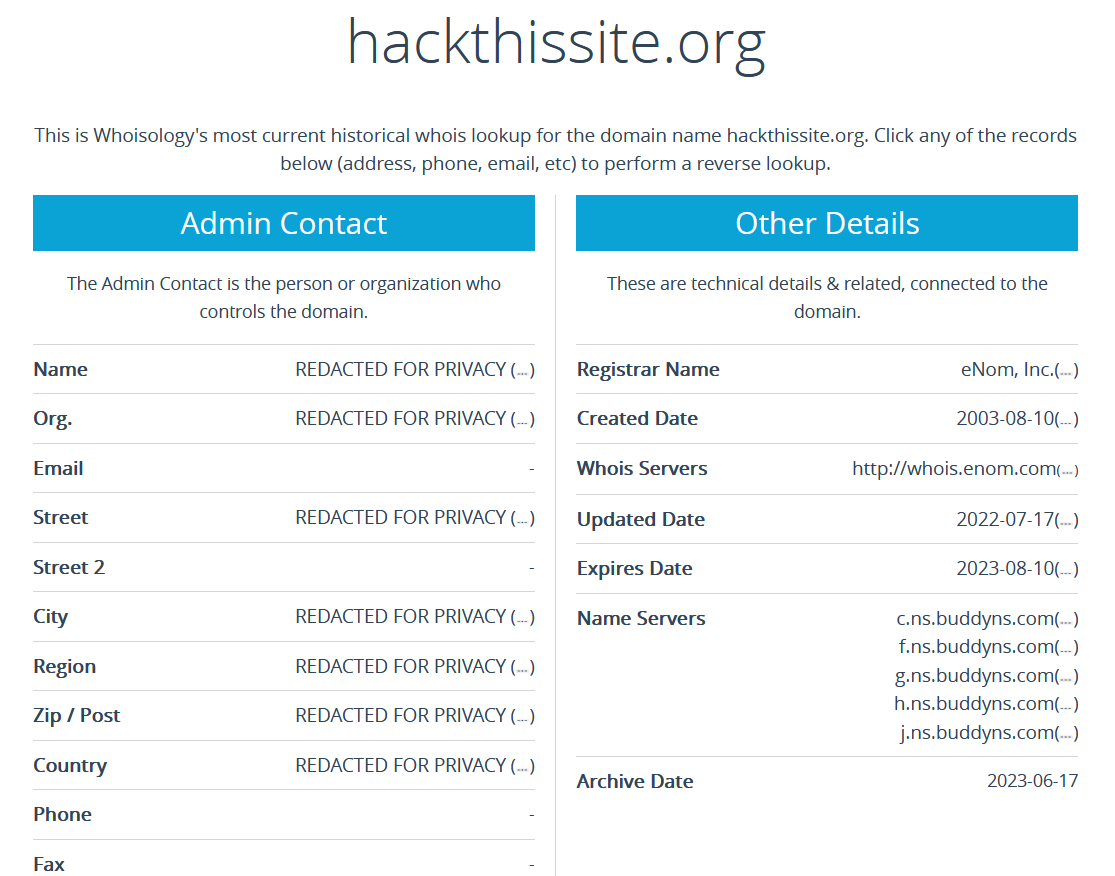 hackthissite.org
This is Whoisology's most current historical whois lookup for the domain name hackthissite.org. Click any of the records
below (address, phone, email, etc) to perform a reverse lookup.
Admin Contact
The Admin Contact is the person or organization who
controls the domain.
Name REDACTED FOR PRIVACY (...)
Org. REDACTED FOR PRIVACY (...)
Email -
Street REDACTED FOR PRIVACY (...)
Street 2 -
City REDACTED FOR PRIVACY (...)
Region REDACTED FOR PRIVACY (...)
Zip / Post REDACTED FOR PRIVACY (...)
Country REDACTED FOR PRIVACY (...)
Phone -
Fax -
Other Details
These are technical details & related, connected to the
domain.
Registrar Name eNom, Inc.(...)
Created Date 2003-08-10(...)
Whois Servers http://whois.enom.com(...)
Updated Date 2022-07-17(...)
Expires Date 2023-08-10(...)
Name Servers c.ns.buddyns.com(...)
f.ns.buddyns.com(...)
g.ns.buddyns.com(...)
h.ns.buddyns.com(...)
j.ns.buddyns.com(...)
Archive Date 2023-06-17